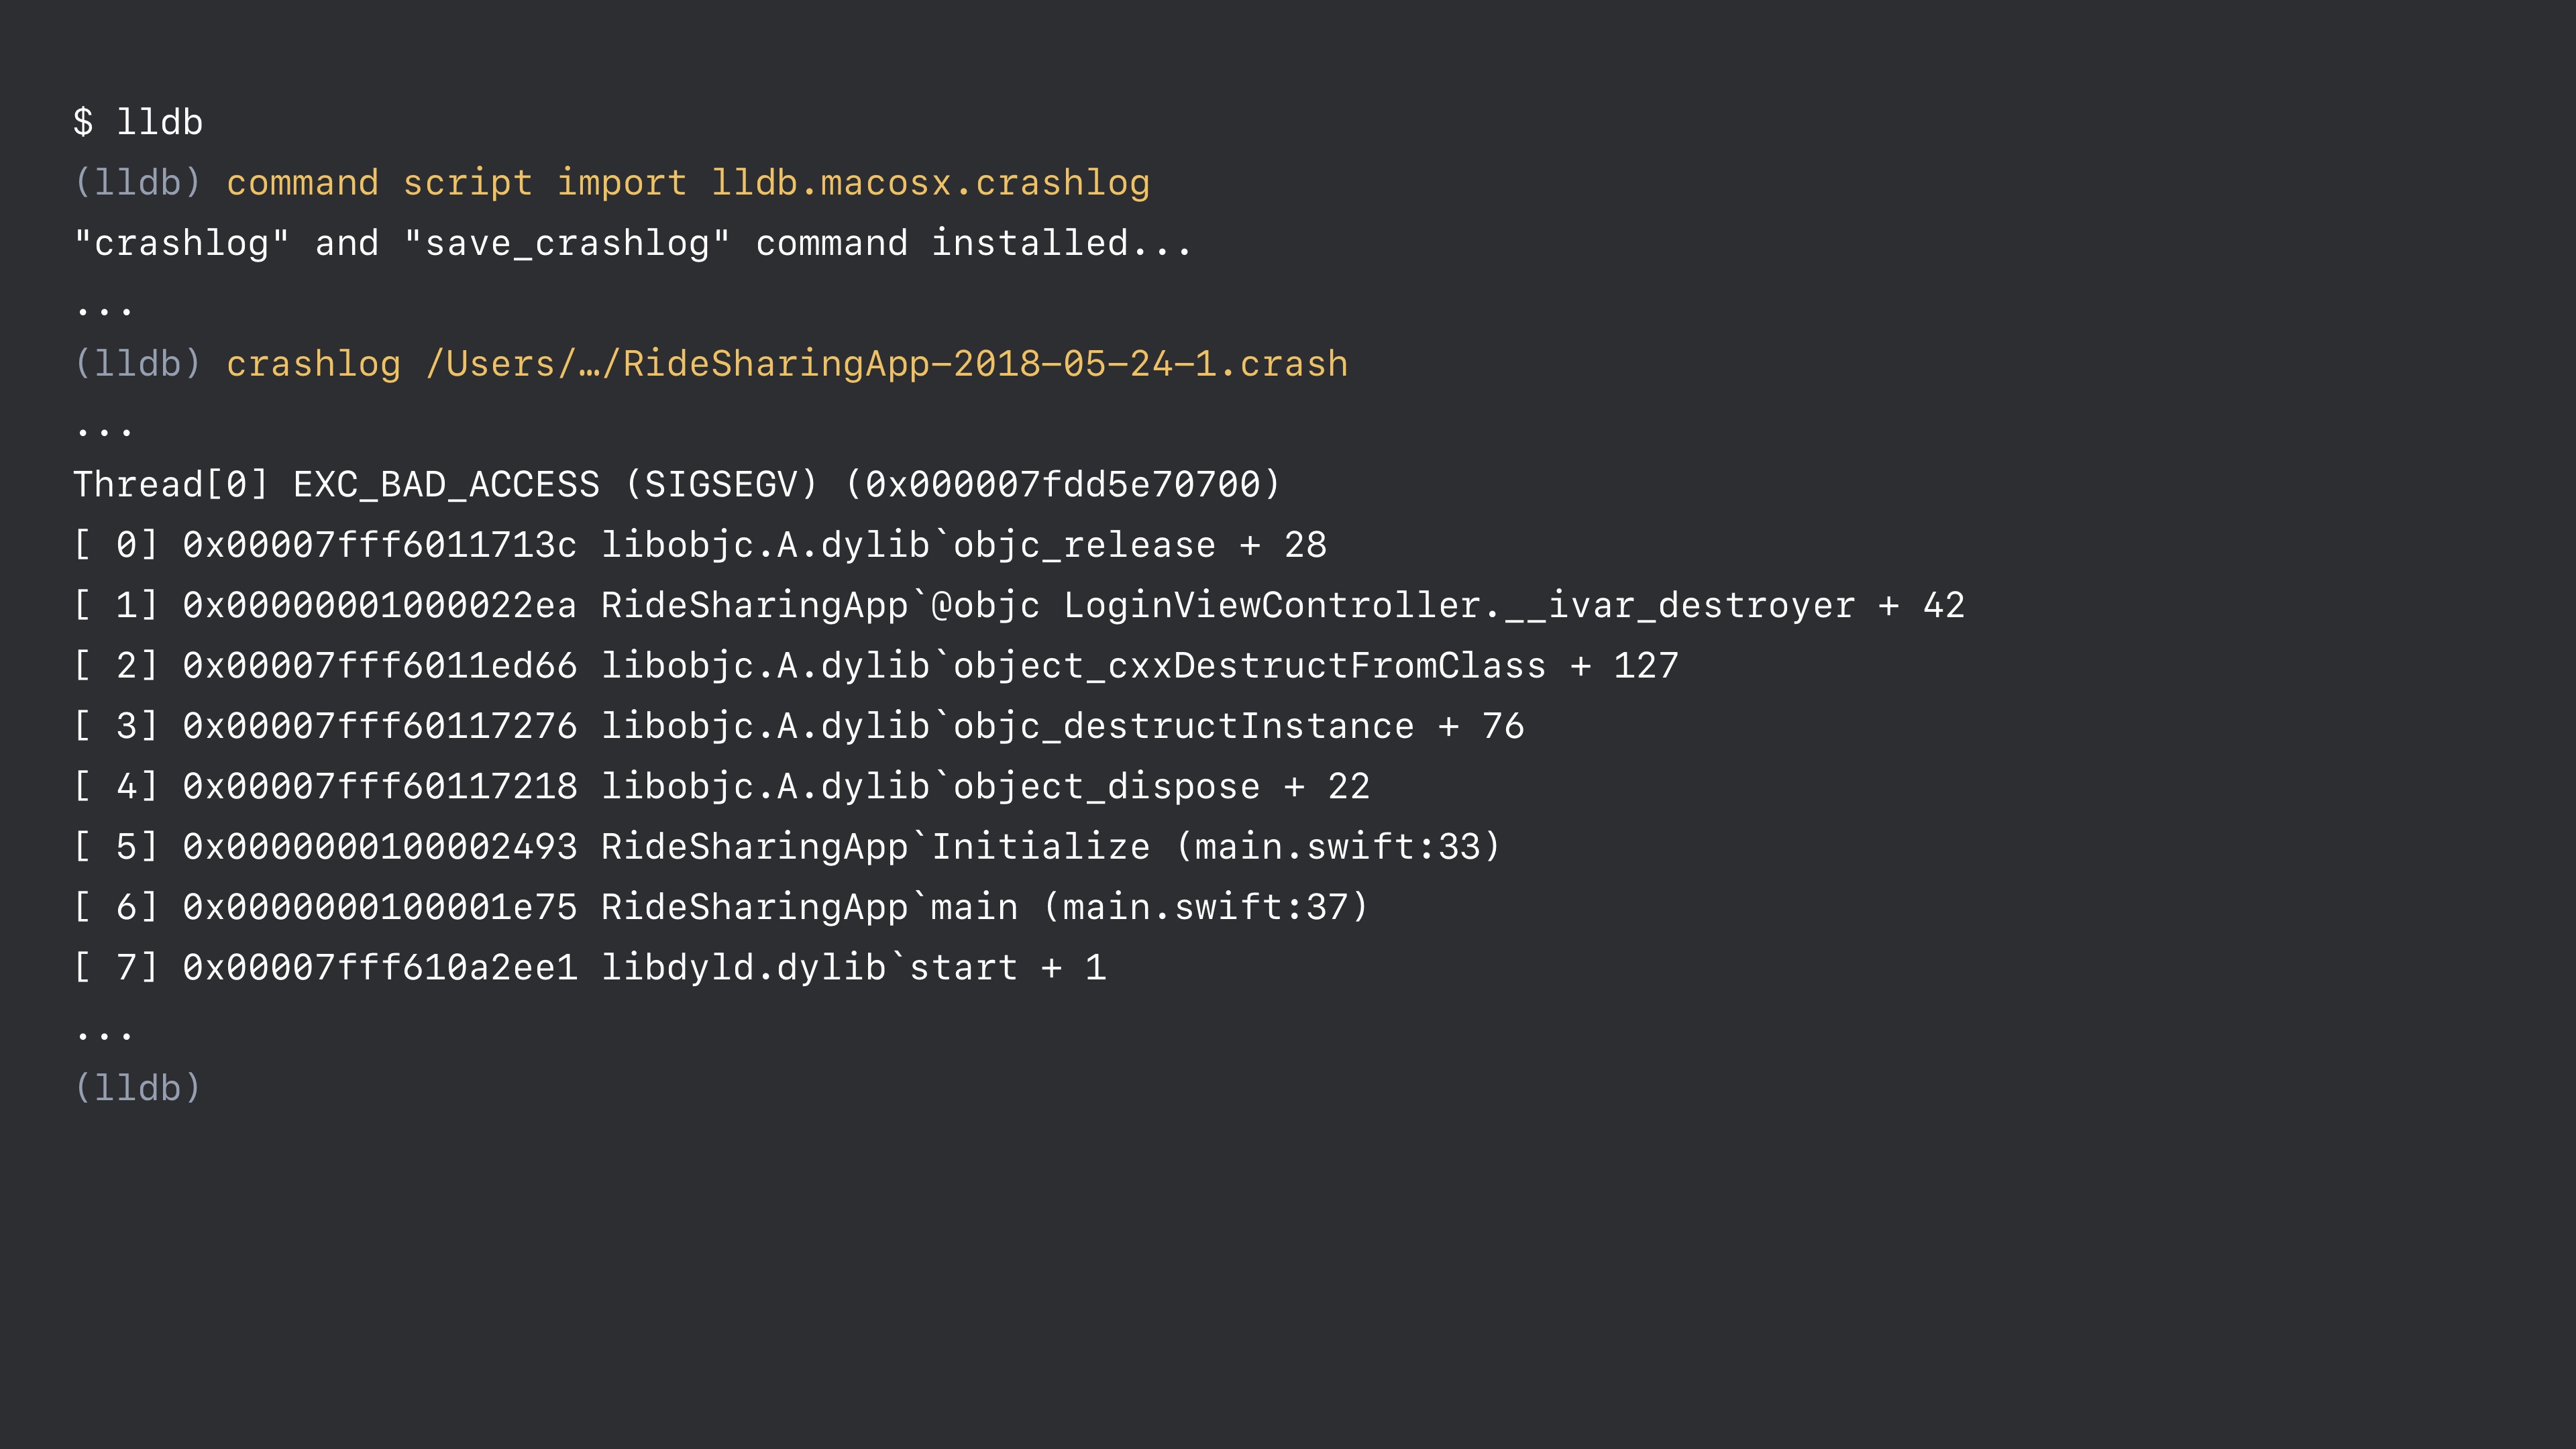 $ lldb
(lldb) command script import lldb.macosx.crashlog
"crashlog" and "save_crashlog" command installed...
...
(lldb) crashlog /Users/…/RideSharingApp–2018–05–24–1.crash
...
Thread[0] EXC_BAD_ACCESS (SIGSEGV) (0x000007fdd5e70700)
[ 0] 0x00007fff6011713c libobjc.A.dylib`objc_release + 28
[ 1] 0x00000001000022ea RideSharingApp`@objc LoginViewController.__ivar_destroyer + 42
[ 2] 0x00007fff6011ed66 libobjc.A.dylib`object_cxxDestructFromClass + 127
[ 3] 0x00007fff60117276 libobjc.A.dylib`objc_destructInstance + 76
[ 4] 0x00007fff60117218 libobjc.A.dylib`object_dispose + 22
[ 5] 0x0000000100002493 RideSharingApp`Initialize (main.swift:33)
[ 6] 0x0000000100001e75 RideSharingApp`main (main.swift:37)
[ 7] 0x00007fff610a2ee1 libdyld.dylib`start + 1
...
(lldb)